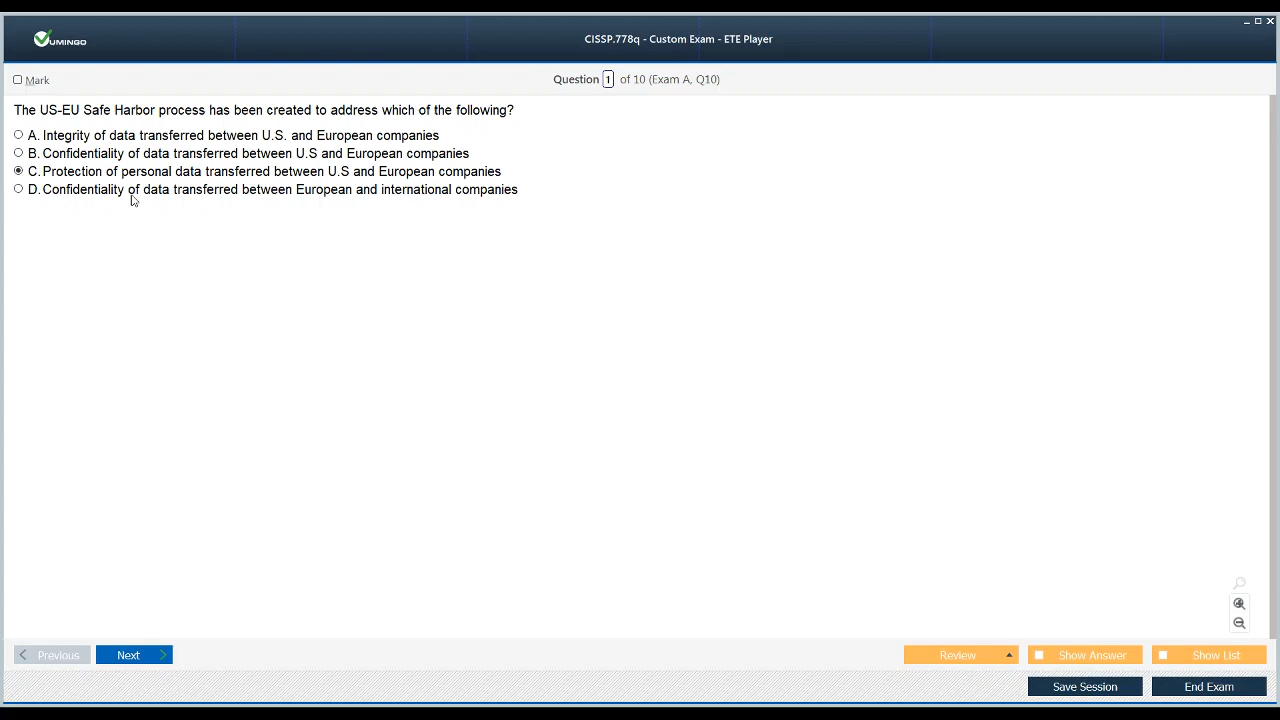 VUMINGO
CISSP.778q - Custom Exam - ETE Player
Mark
Question 1 of 10 (Exam A, Q10)
The US-EU Safe Harbor process has been created to address which of the following?
A. Integrity of data transferred between U.S. and European companies
B. Confidentiality of data transferred between U.S and European companies
C. Protection of personal data transferred between U.S and European companies
D. Confidentiality of data transferred between European and international companies
Previous
Next
Review
Show Answer
Show List
Save Session
End Exam